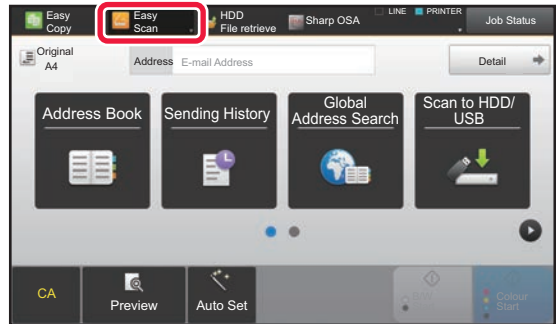 Easy
Copy
Easy
Scan
HDD
File retrieve
Sharp OSA
LINE
PRINTER
Job Status
Original
A4
Address
E-mail Address
Detail
Address Book
Sending History
Global
Address Search
Scan to HDD/
USB
CA
Preview
Auto Set
B/W
Start
Colour
Start